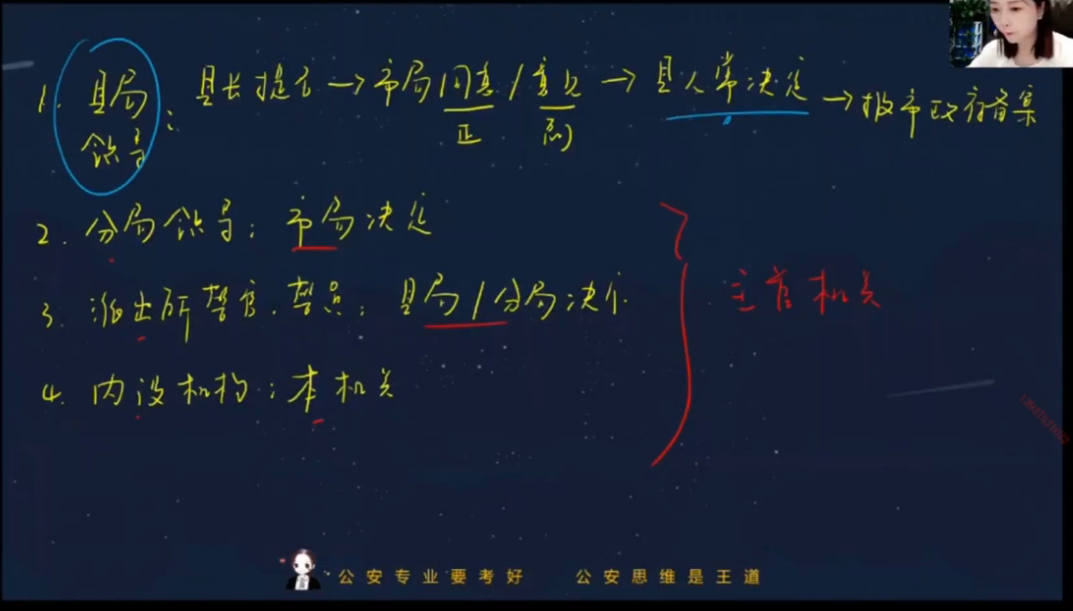 1. 县局领导：县长提名→市局同意/意见→县人常决定→报市政府备案
正 副
2. 分局领导：市局决定
3. 派出所警官、警员：县局/分局决定
4. 内设机构：本机关
主管机关
公安专业要考好 公安思维是王道